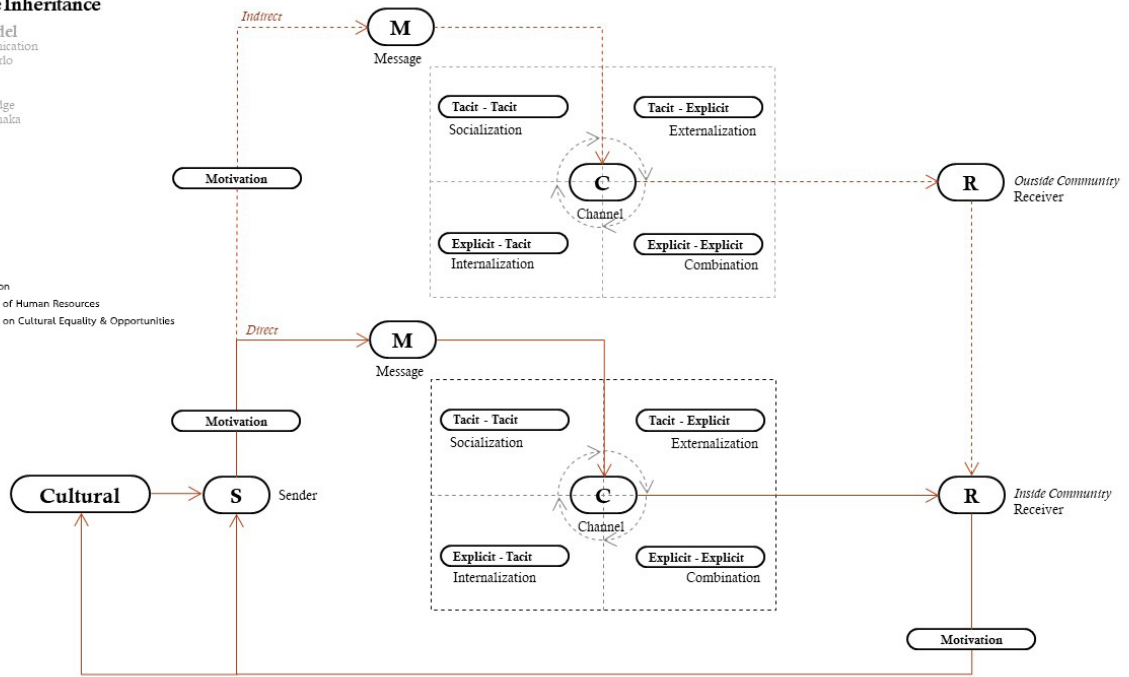 Inheritance
Indirect
M
Message
Tacit - Tacit
Socialization
Tacit - Explicit
Externalization
Motivation
C
Channel
R
Ourside Community
Receiver
Explicit - Tacit
Internalization
Explicit - Explicit
Combination
of Human Resources
on Cultural Equality & Opportunities
Direct
M
Message
Motivation
Tacit - Tacit
Socialization
Tacit - Explicit
Externalization
Cultural
S
Sender
C
Channel
R
Inside Community
Receiver
Explicit - Tacit
Internalization
Explicit - Explicit
Combination
Motivation